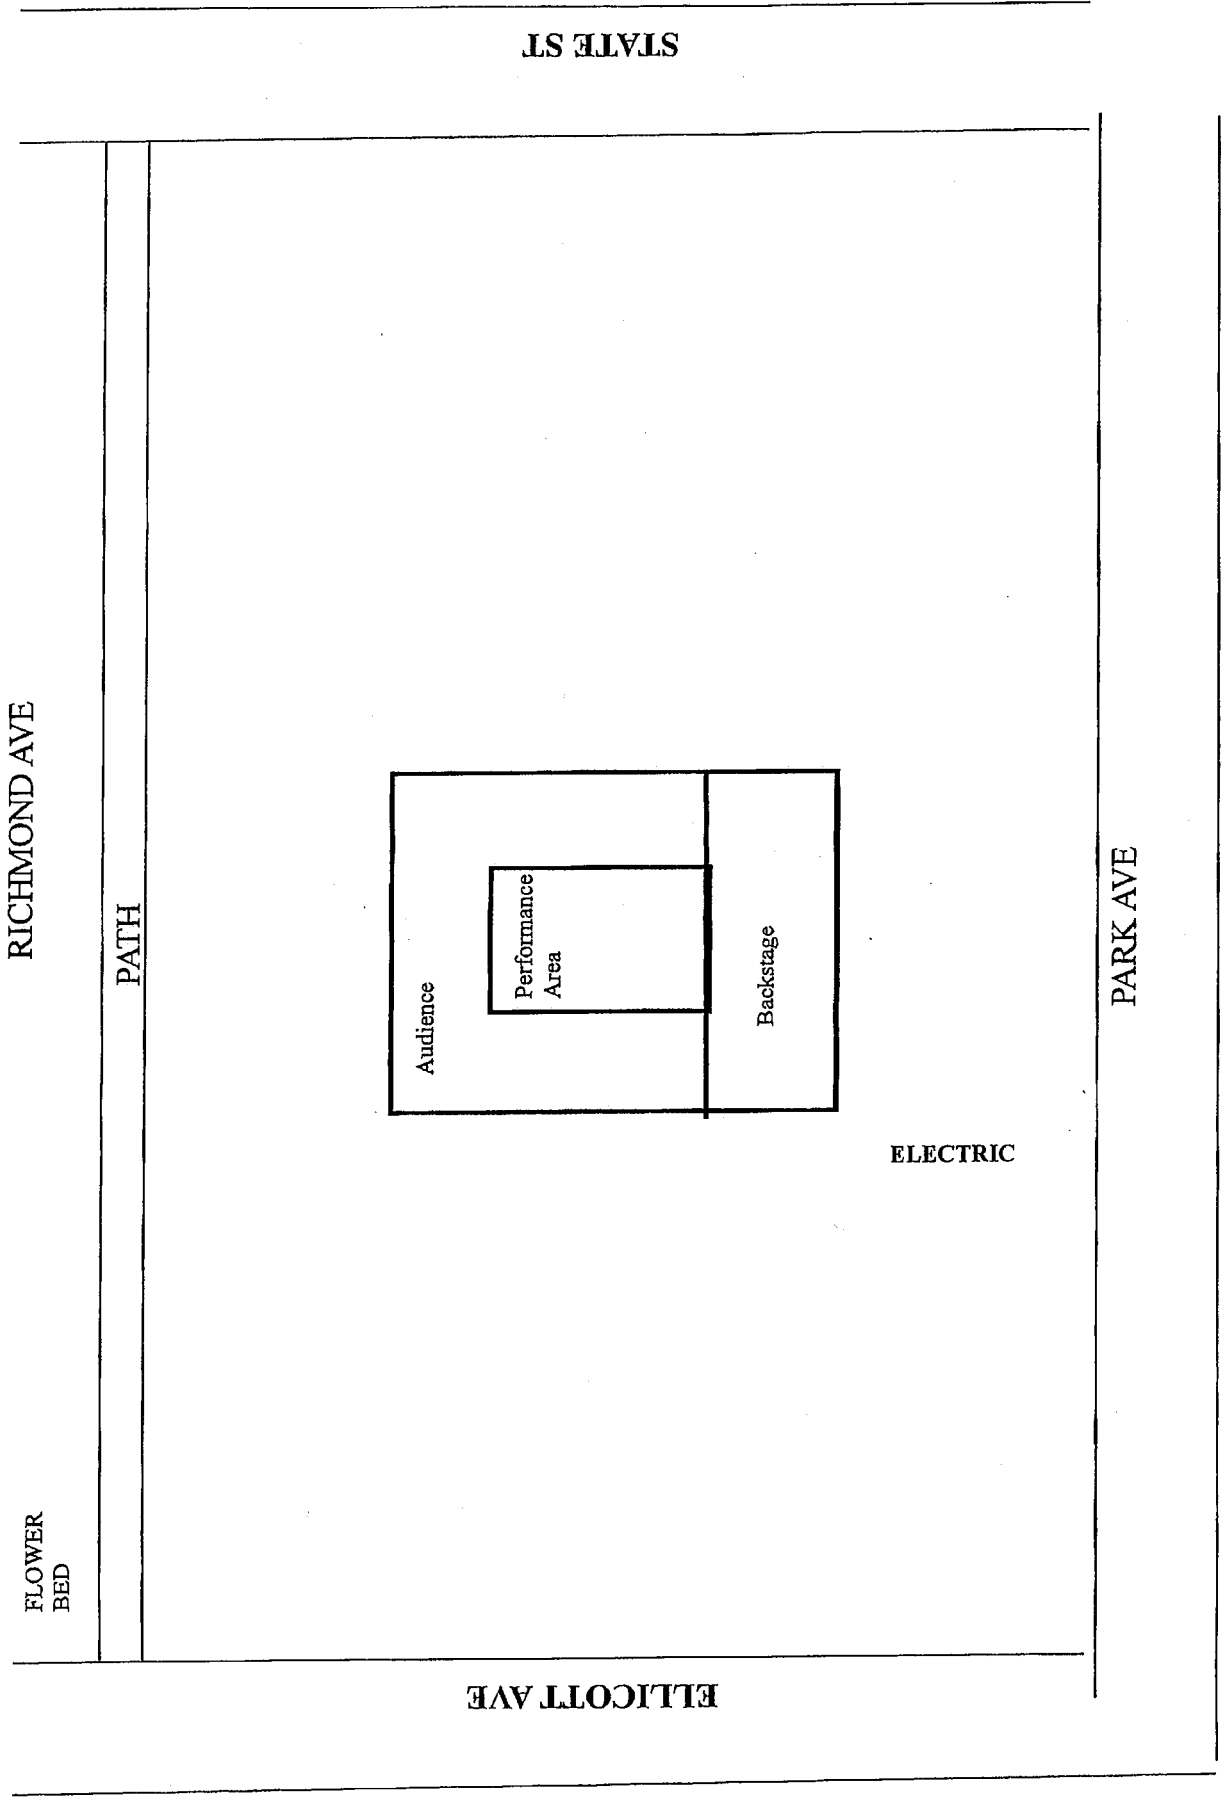 STATE ST
RICHMOND AVE
PATH
Audience
Performance
Area
Backstage
PARK AVE
ELECTRIC
FLOWER
BED
ELLICOTT AVE